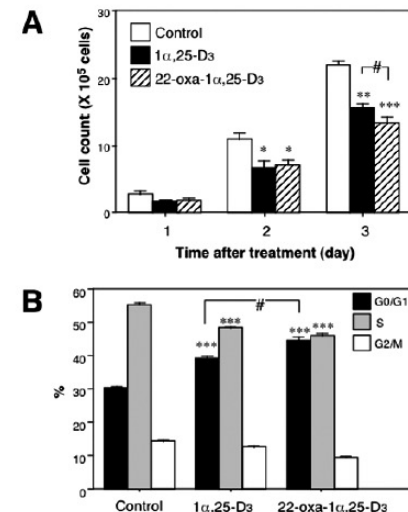 A
Control
1α,25-D3
22-oxa-1α,25-D3
Cell count (X 10⁵ cells)
30
20
10
0
#
**
***
* *
1 2 3
Time after treatment (day)
B
G0/G1
S
G2/M
%
60
50
40
30
20
10
0
#
*** *** *** ***
Control 1α,25-D3 22-oxa-1α,25-D3